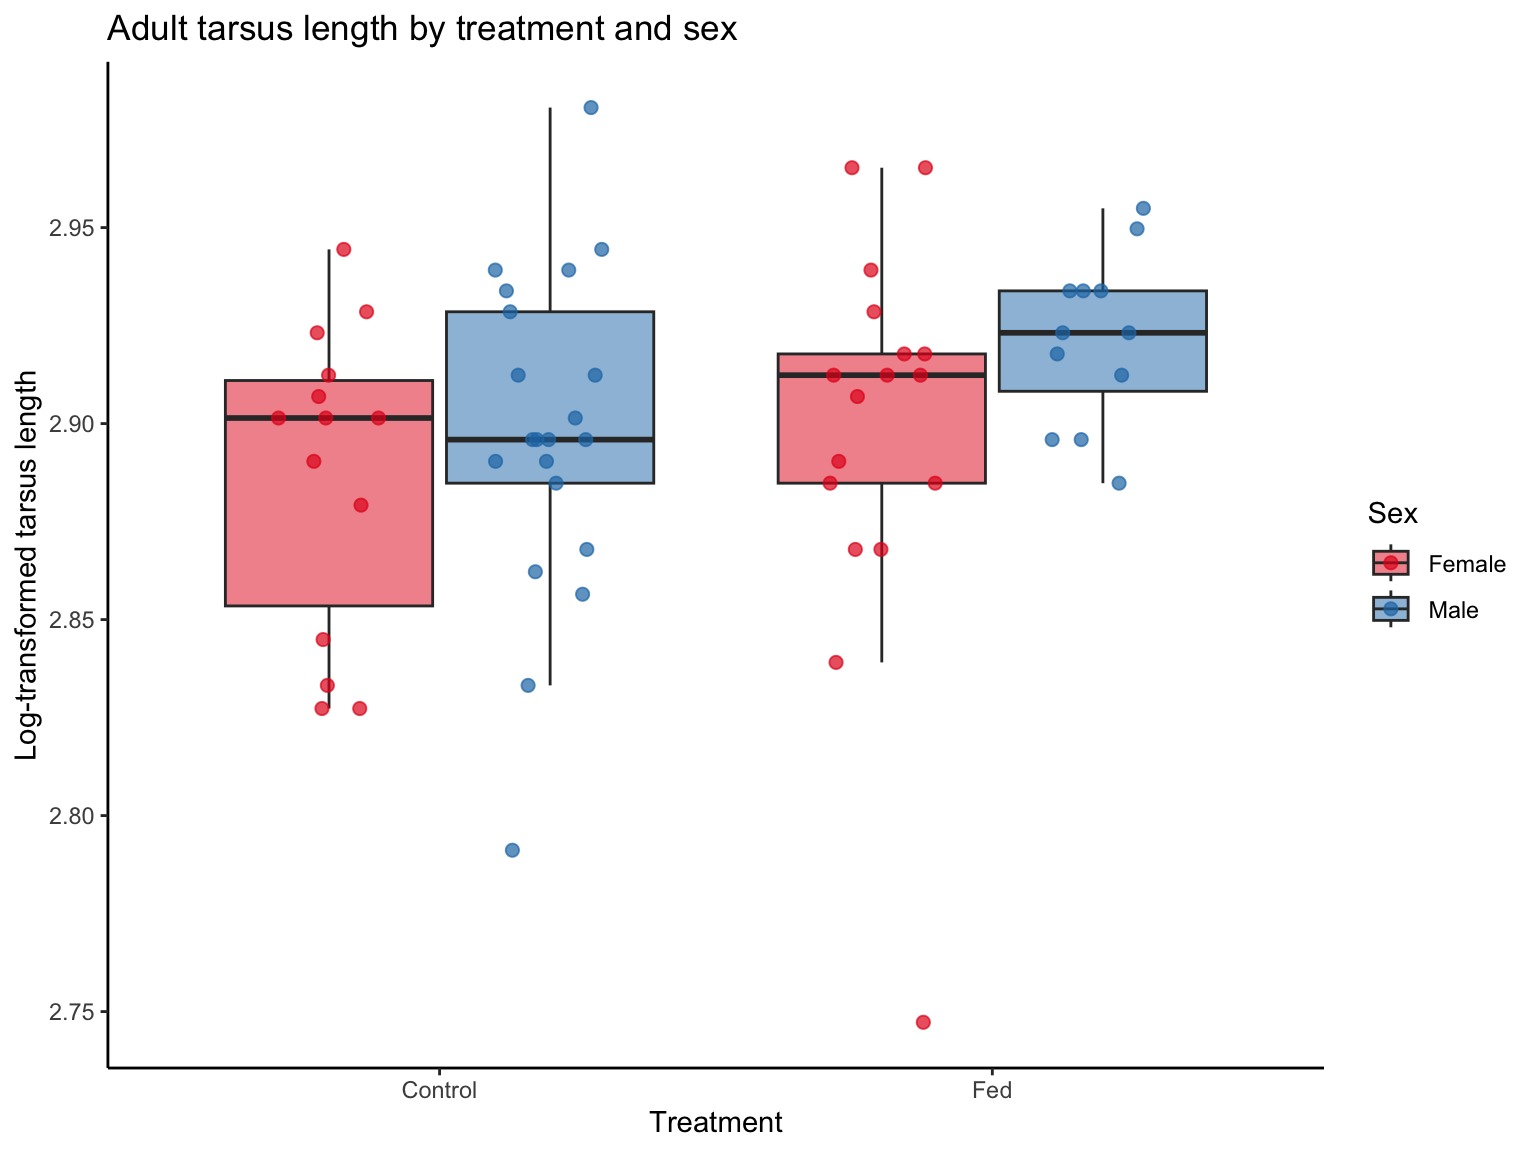 Adult tarsus length by treatment and sex
Log-transformed tarsus length
2.95
2.90
2.85
2.80
2.75
Control
Fed
Treatment
Sex
Female
Male